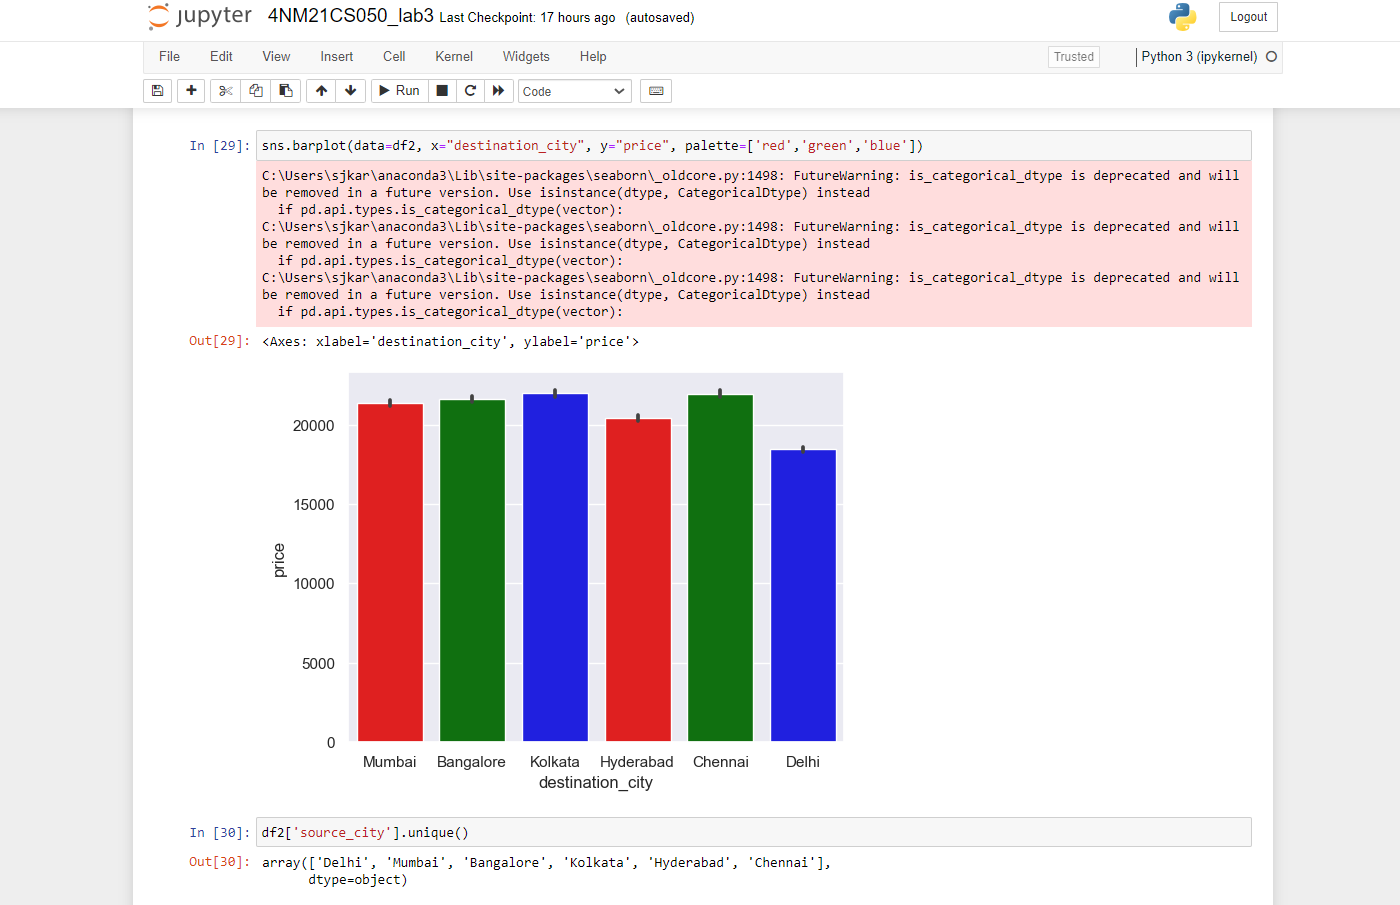 jupyter 4NM21CS050_lab3 Last Checkpoint: 17 hours ago (autosaved)
Logout
File Edit View Insert Cell Kernel Widgets Help
Trusted
Python 3 (ipykernel)
Run
Code
In [29]: sns.barplot(data=df2, x="destination_city", y="price", palette=['red','green','blue'])
C:\Users\sjkar\anaconda3\Lib\site-packages\seaborn\_oldcore.py:1498: FutureWarning: is_categorical_dtype is deprecated and will
be removed in a future version. Use isinstance(dtype, CategoricalDtype) instead
  if pd.api.types.is_categorical_dtype(vector):
C:\Users\sjkar\anaconda3\Lib\site-packages\seaborn\_oldcore.py:1498: FutureWarning: is_categorical_dtype is deprecated and will
be removed in a future version. Use isinstance(dtype, CategoricalDtype) instead
  if pd.api.types.is_categorical_dtype(vector):
C:\Users\sjkar\anaconda3\Lib\site-packages\seaborn\_oldcore.py:1498: FutureWarning: is_categorical_dtype is deprecated and will
be removed in a future version. Use isinstance(dtype, CategoricalDtype) instead
  if pd.api.types.is_categorical_dtype(vector):
Out[29]: <Axes: xlabel='destination_city', ylabel='price'>
20000
15000
10000
5000
0
price
Mumbai Bangalore Kolkata Hyderabad Chennai Delhi
destination_city
In [30]: df2['source_city'].unique()
Out[30]: array(['Delhi', 'Mumbai', 'Bangalore', 'Kolkata', 'Hyderabad', 'Chennai'],
      dtype=object)